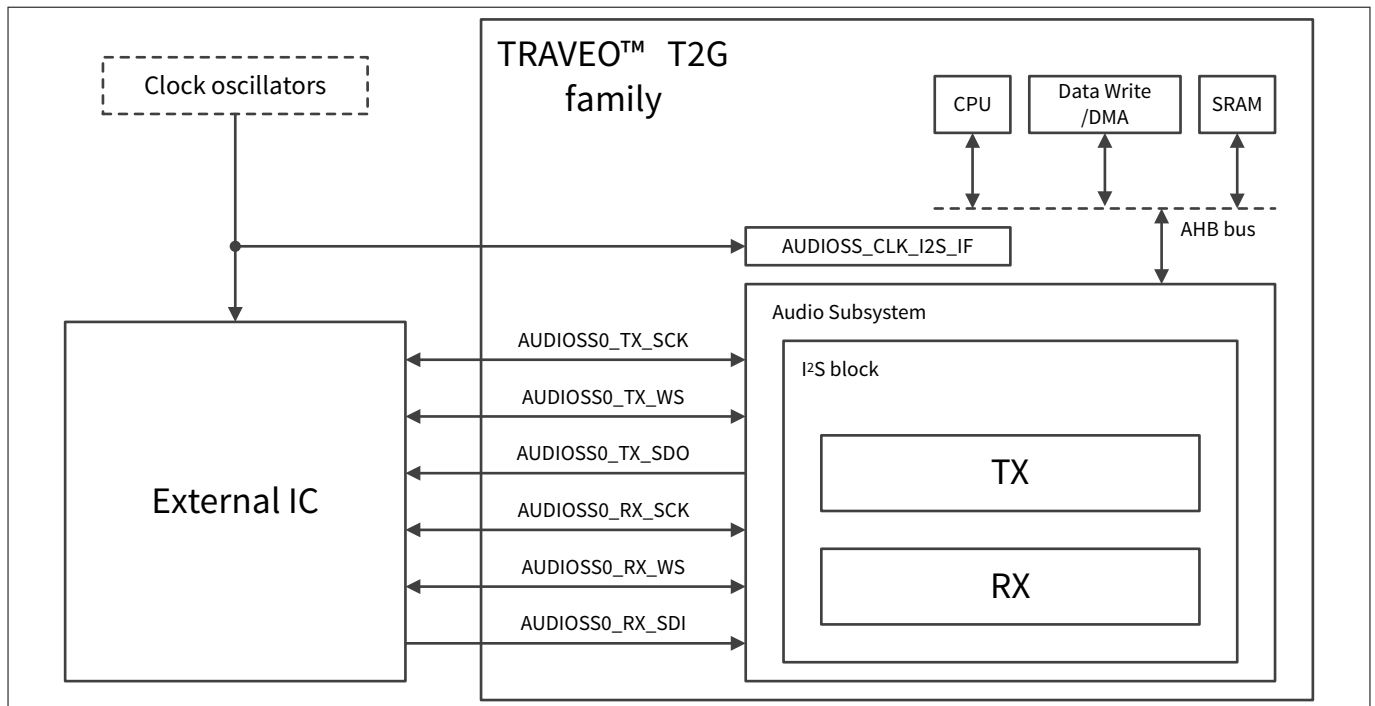 TRAVEO™ T2G
family
Clock oscillators
CPU
Data Write
/DMA
SRAM
AHB bus
AUDIOSS_CLK_I2S_IF
Audio Subsystem
AUDIOSS0_TX_SCK
I2S block
AUDIOSS0_TX_WS
AUDIOSS0_TX_SDO
TX
External IC
AUDIOSS0_RX_SCK
AUDIOSS0_RX_WS
RX
AUDIOSS0_RX_SDI